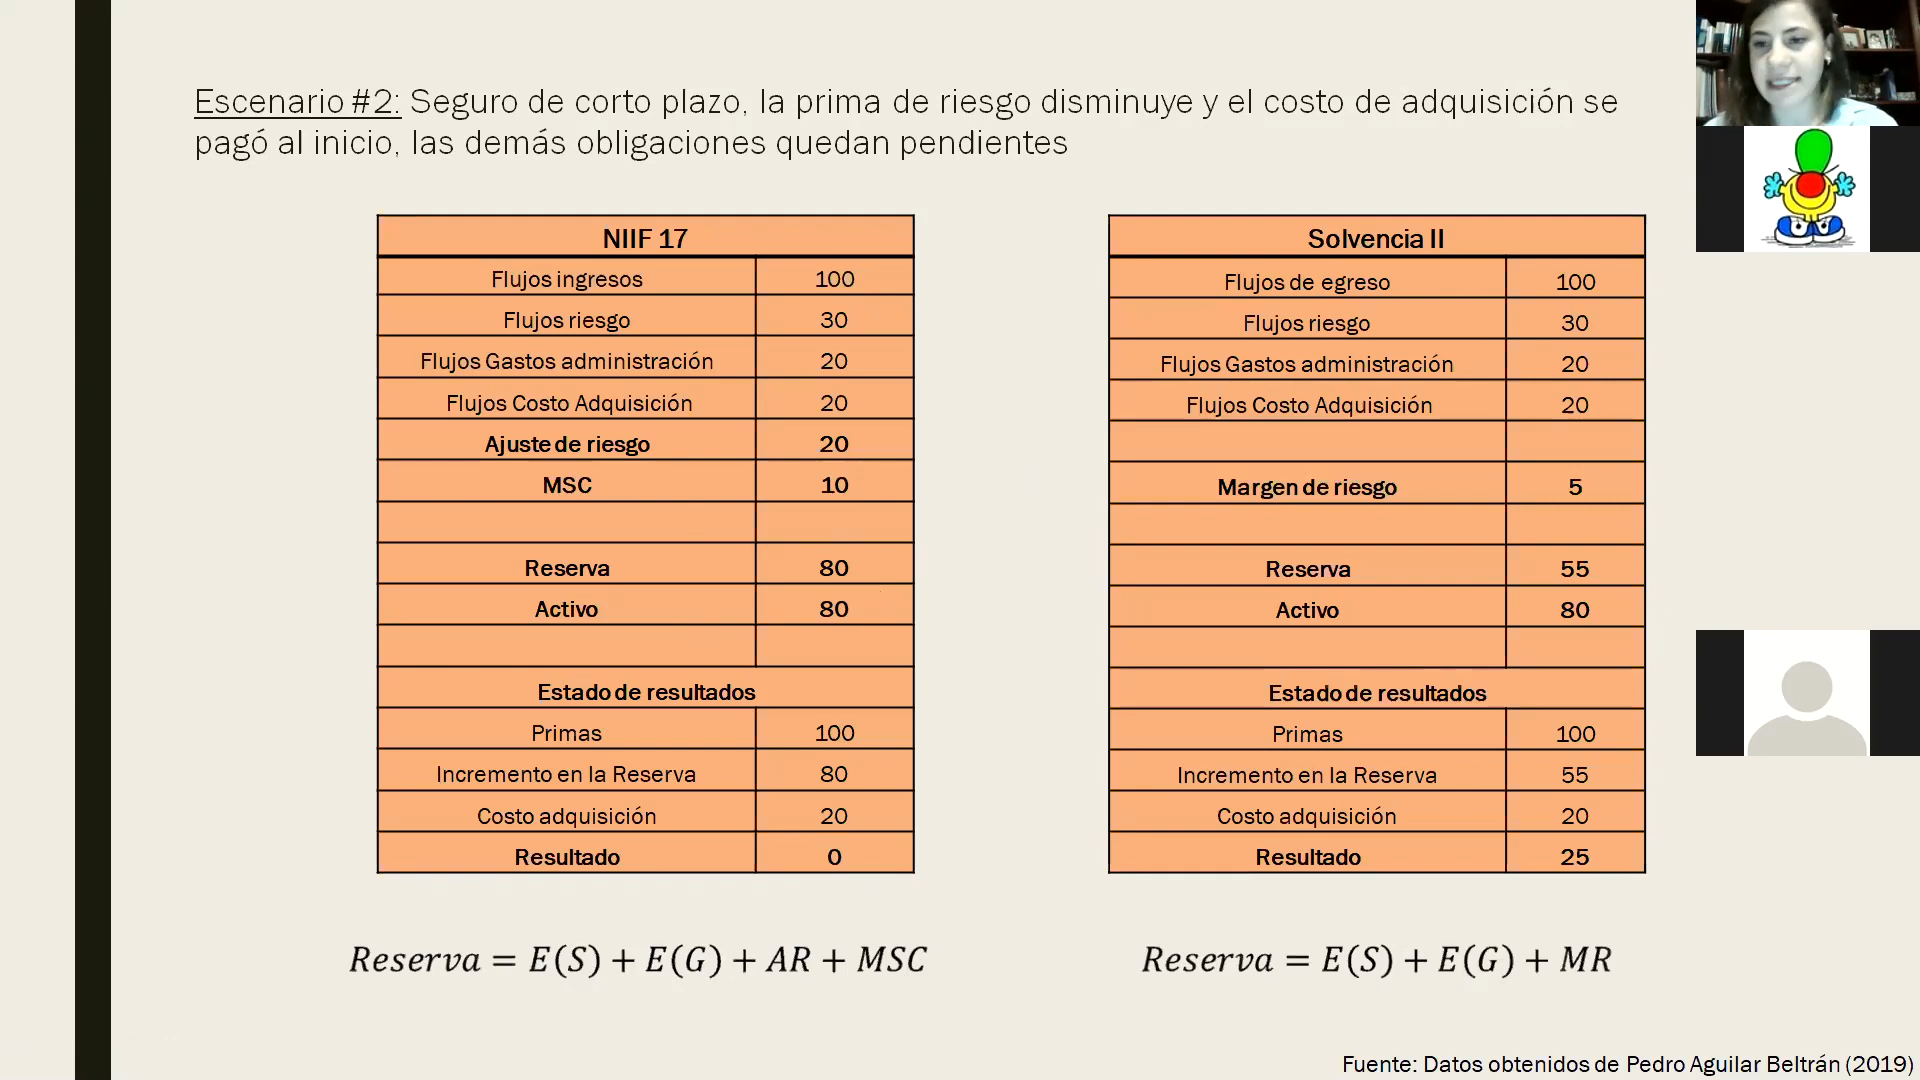 Escenario #2: Seguro de corto plazo, la prima de riesgo disminuye y el costo de adquisición se
pagó al inicio, las demás obligaciones quedan pendientes
NIIF 17
Flujos ingresos 100
Flujos riesgo 30
Flujos Gastos administración 20
Flujos Costo Adquisición 20
Ajuste de riesgo 20
MSC 10
Reserva 80
Activo 80
Estado de resultados
Primas 100
Incremento en la Reserva 80
Costo adquisición 20
Resultado 0
Reserva = E(S) + E(G) + AR + MSC
Solvencia II
Flujos de egreso 100
Flujos riesgo 30
Flujos Gastos administración 20
Flujos Costo Adquisición 20
Margen de riesgo 5
Reserva 55
Activo 80
Estado de resultados
Primas 100
Incremento en la Reserva 55
Costo adquisición 20
Resultado 25
Reserva = E(S) + E(G) + MR
Fuente: Datos obtenidos de Pedro Aguilar Beltrán (2019)